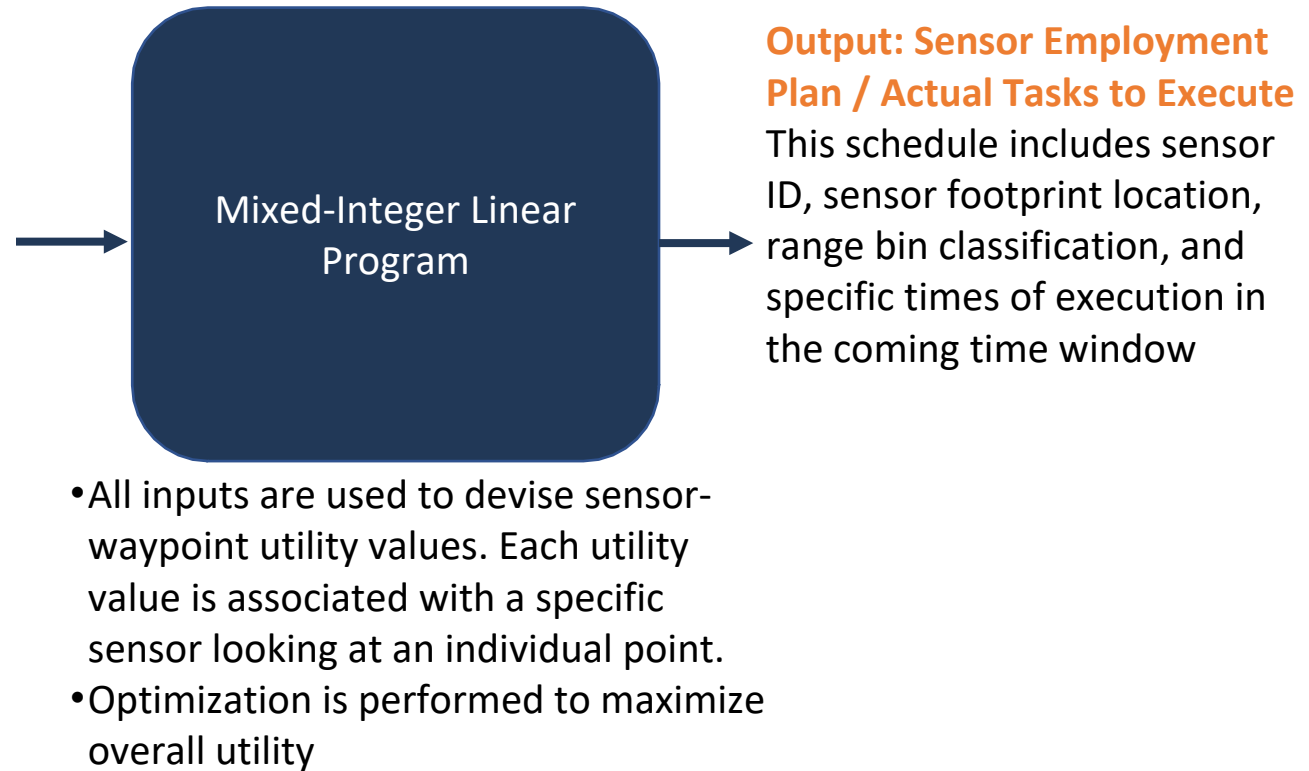 Mixed-Integer Linear
Program
Output: Sensor Employment
Plan / Actual Tasks to Execute
This schedule includes sensor
ID, sensor footprint location,
range bin classification, and
specific times of execution in
the coming time window
•All inputs are used to devise sensor-
waypoint utility values. Each utility
value is associated with a specific
sensor looking at an individual point.
•Optimization is performed to maximize
overall utility